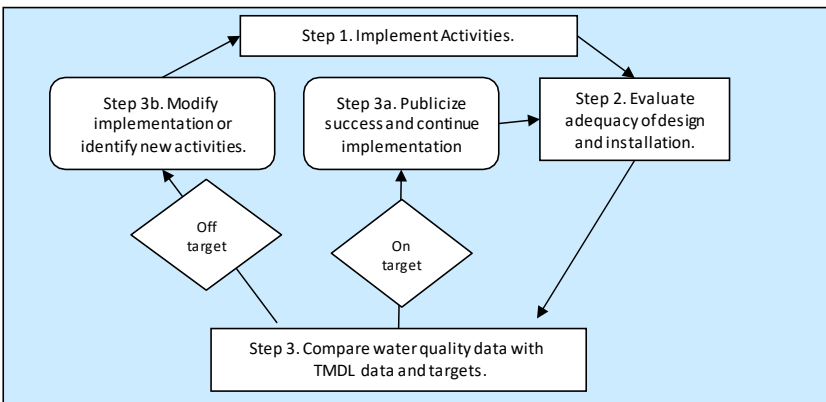 Step 1. Implement Activities.
Step 3b. Modify
implementation or
identify new activities.
Step 3a. Publicize
success and continue
implementation
Step 2. Evaluate
adequacy of design
and installation.
Off
target
On
target
Step 3. Compare water quality data with
TMDL data and targets.